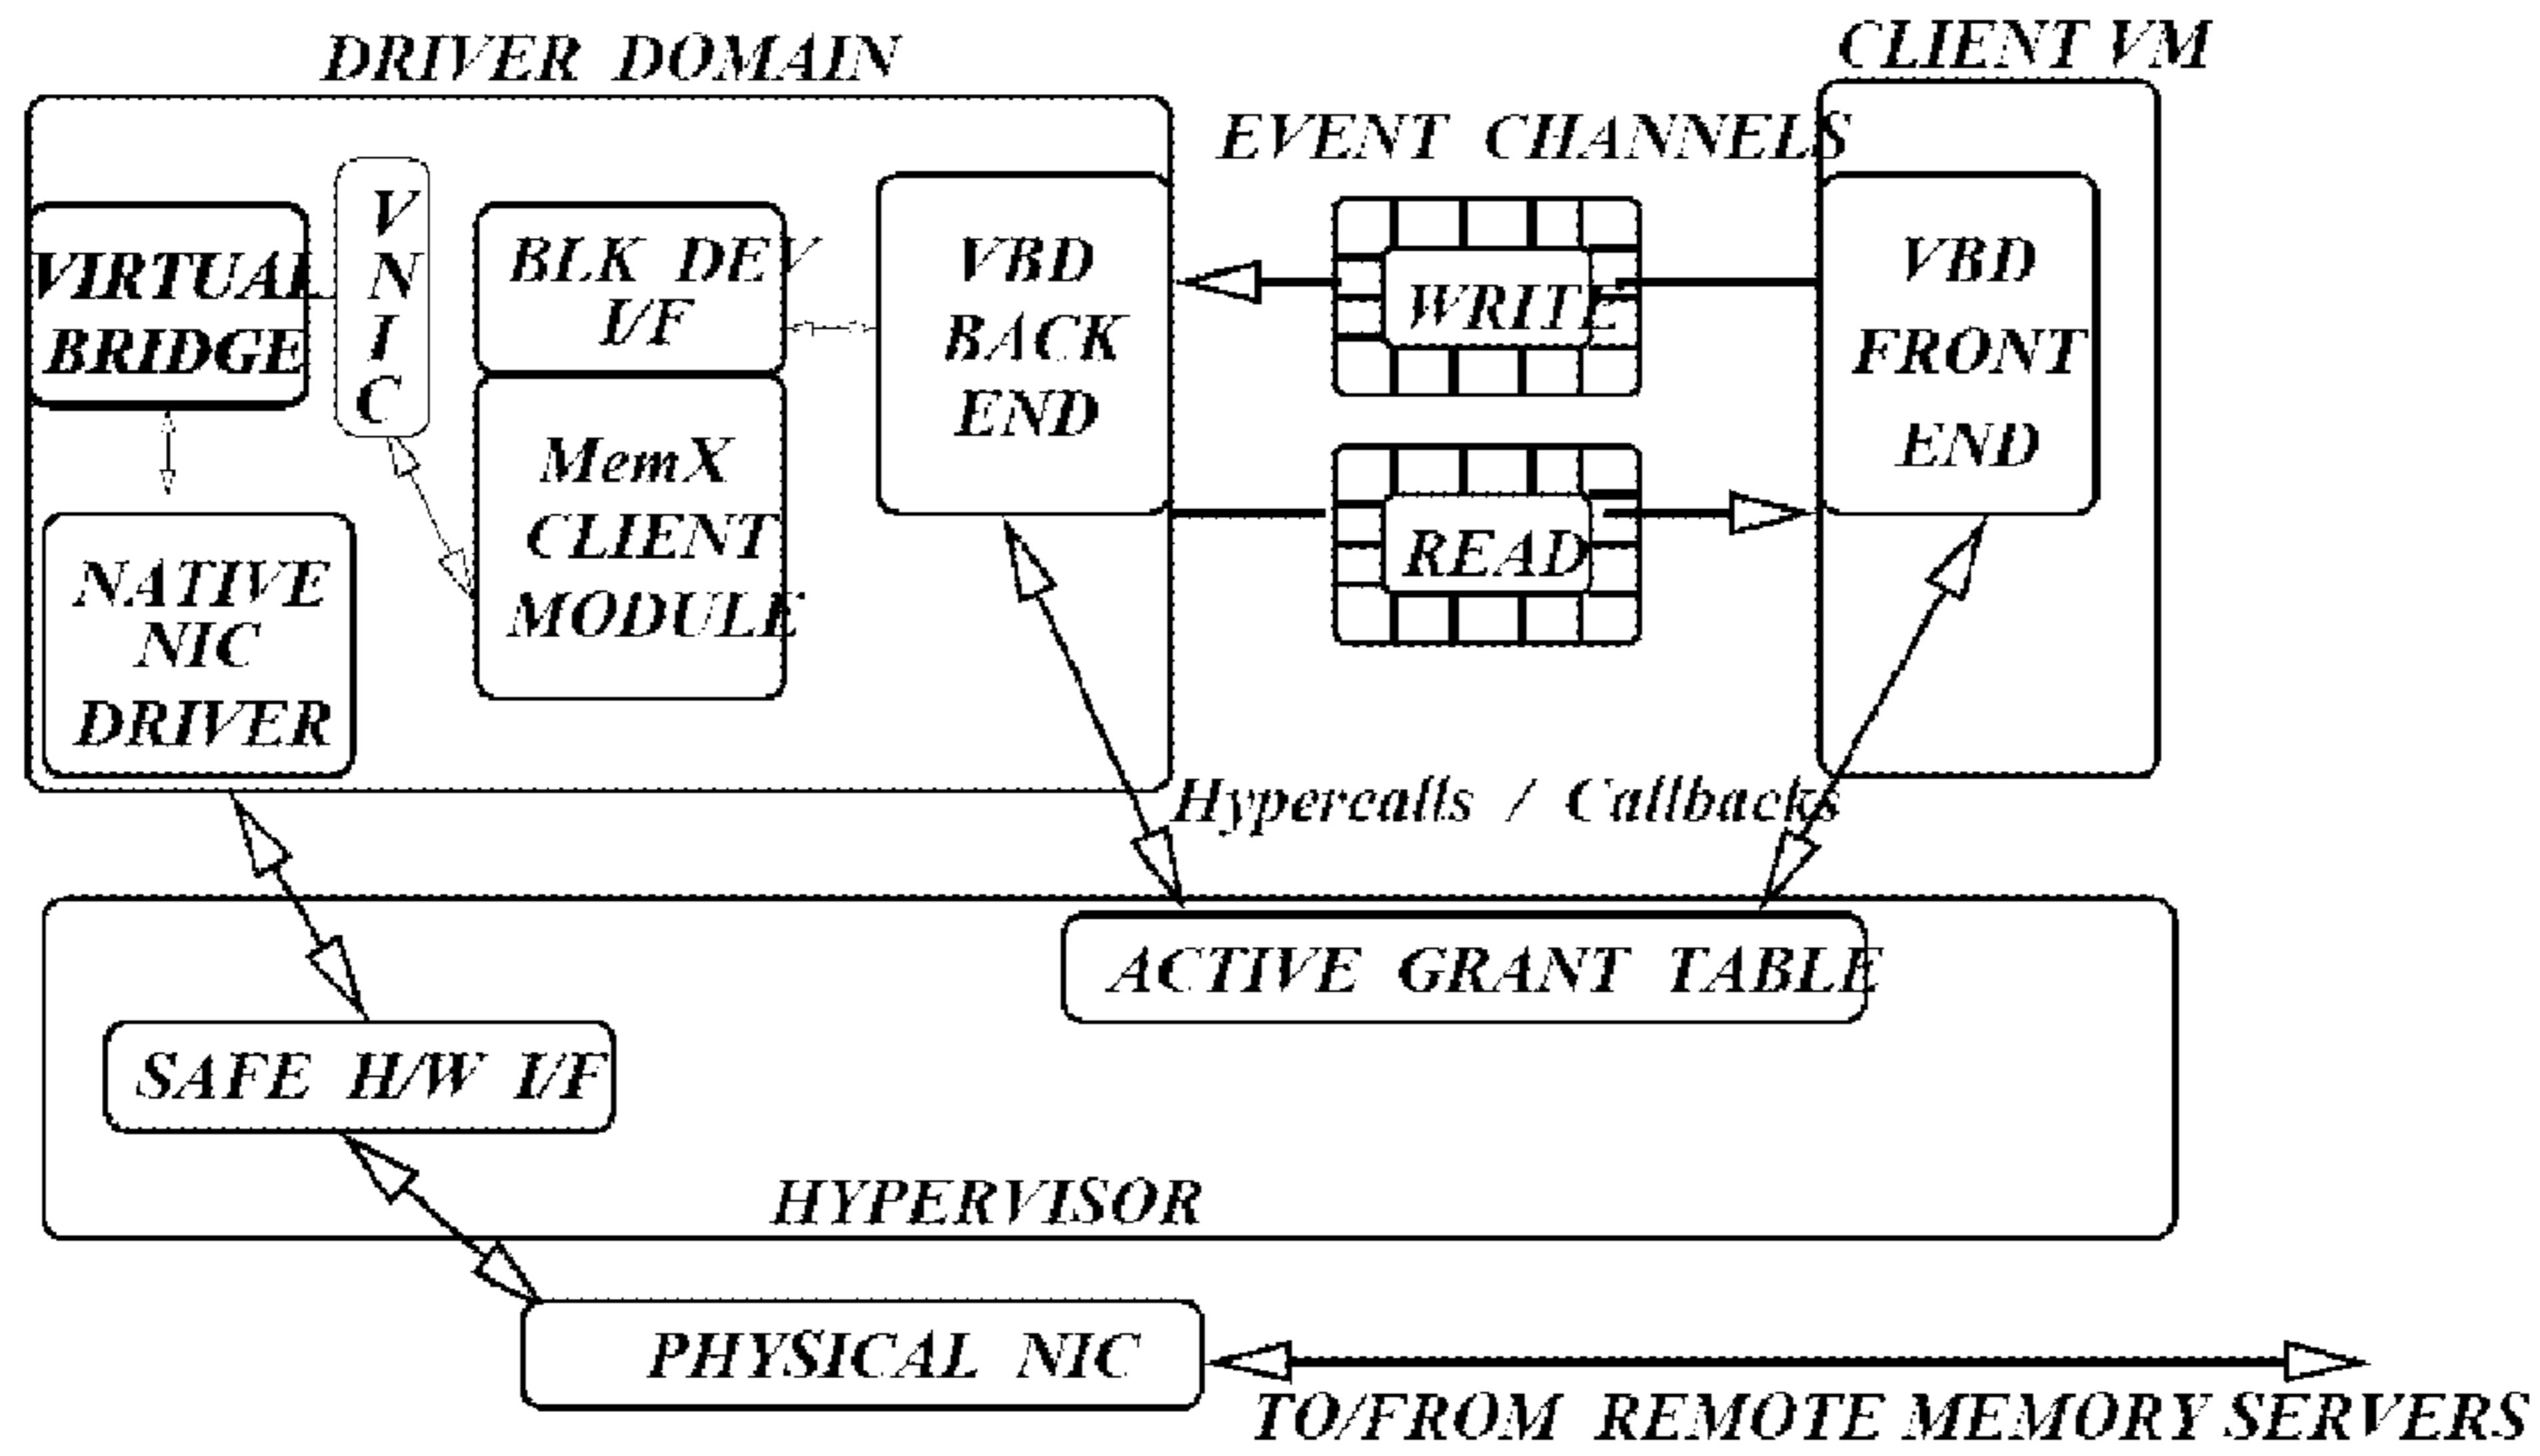 DRIVER DOMAIN
CLIENT VM
EVENT CHANNELS
VIRTUAL
BRIDGE
V
N
I
C
BLK DEV
I/F
MemX
CLIENT
MODULE
VBD
BACK
END
WRITE
READ
VBD
FRONT
END
NATIVE
NIC
DRIVER
Hypercalls / Callbacks
ACTIVE GRANT TABLE
SAFE H/W I/F
HYPERVISOR
PHYSICAL NIC
TO/FROM REMOTE MEMORY SERVERS